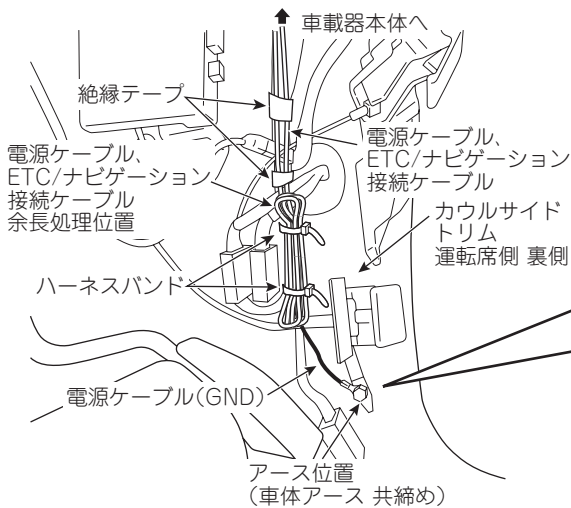 車載器本体へ
絶縁テープ
電源ケーブル、
ETC/ナビゲーション
接続ケーブル
余長処理位置
電源ケーブル、
ETC/ナビゲーション
接続ケーブル
カウルサイド
トリム
運転席側 裏側
ハーネスバンド
電源ケーブル(GND)
アース位置
(車体アース 共締め)